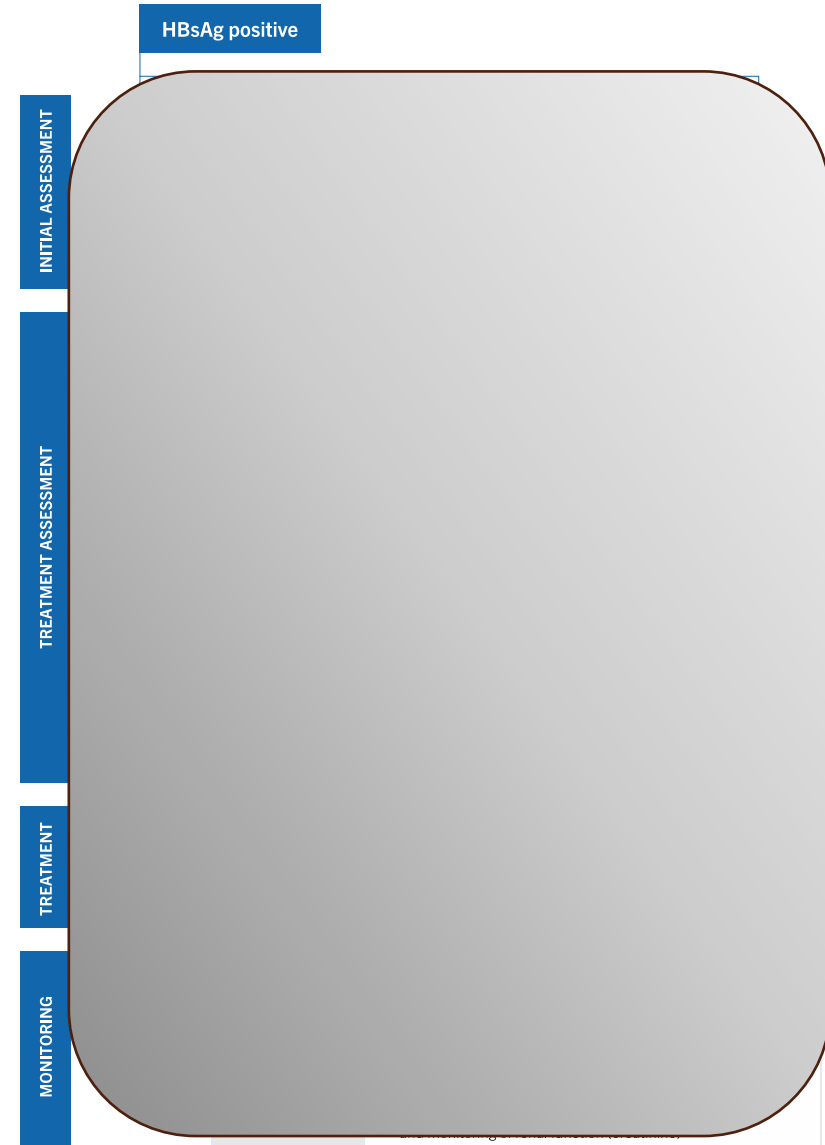 HBsAg positive
INITIAL ASSESSMENT
TREATMENT ASSESSMENT
TREATMENT
MONITORING